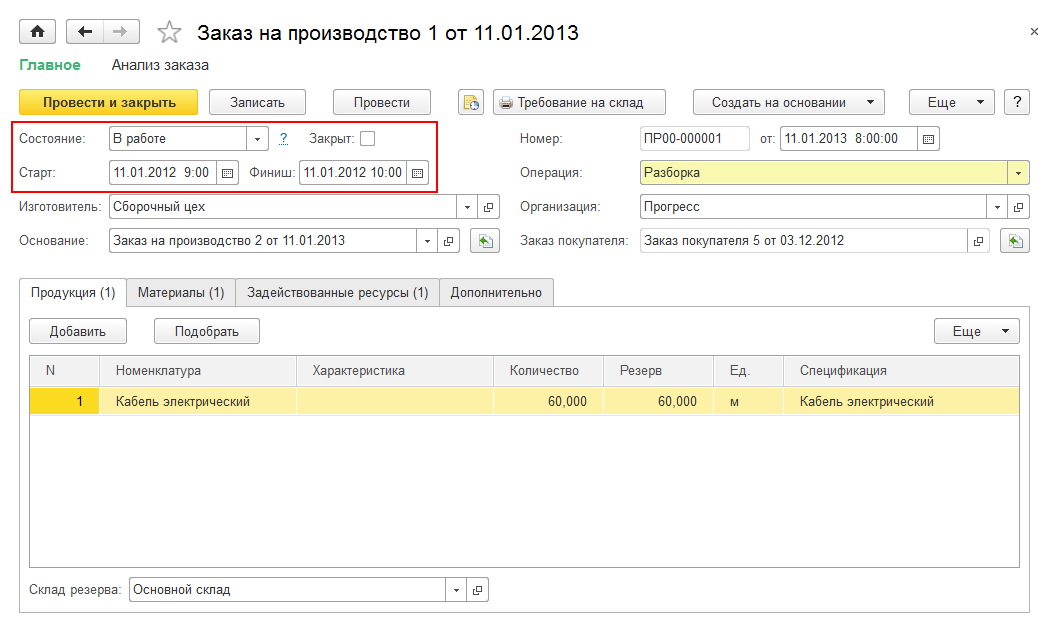 Заказ на производство 1 от 11.01.2013
Главное Анализ заказа
Провести и закрыть Записать Провести Требование на склад Создать на основании Еще ?
Состояние: В работе ? Закрыт: Номер: ПР00-000001 от: 11.01.2013 8:00:00
Старт: 11.01.2012 9:00 Финиш: 11.01.2012 10:00 Операция: Разборка
Изготовитель: Сборочный цех Организация: Прогресс
Основание: Заказ на производство 2 от 11.01.2013 Заказ покупателя: Заказ покупателя 5 от 03.12.2012
Продукция (1) Материалы (1) Задействованные ресурсы (1) Дополнительно
Добавить Подобрать Еще
N Номенклатура Характеристика Количество Резерв Ед. Спецификация
1 Кабель электрический 60,000 60,000 м Кабель электрический
Склад резерва: Основной склад